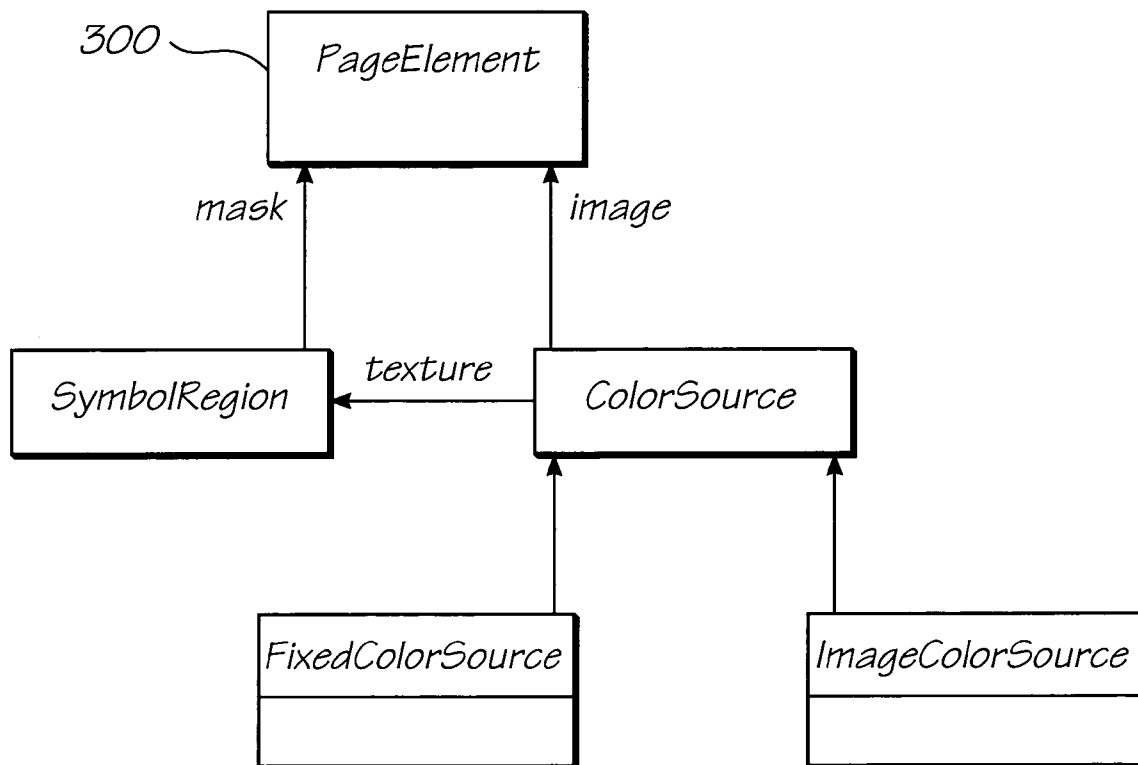 300
PageElement
mask
image
SymbolRegion
texture
ColorSource
FixedColorSource
ImageColorSource